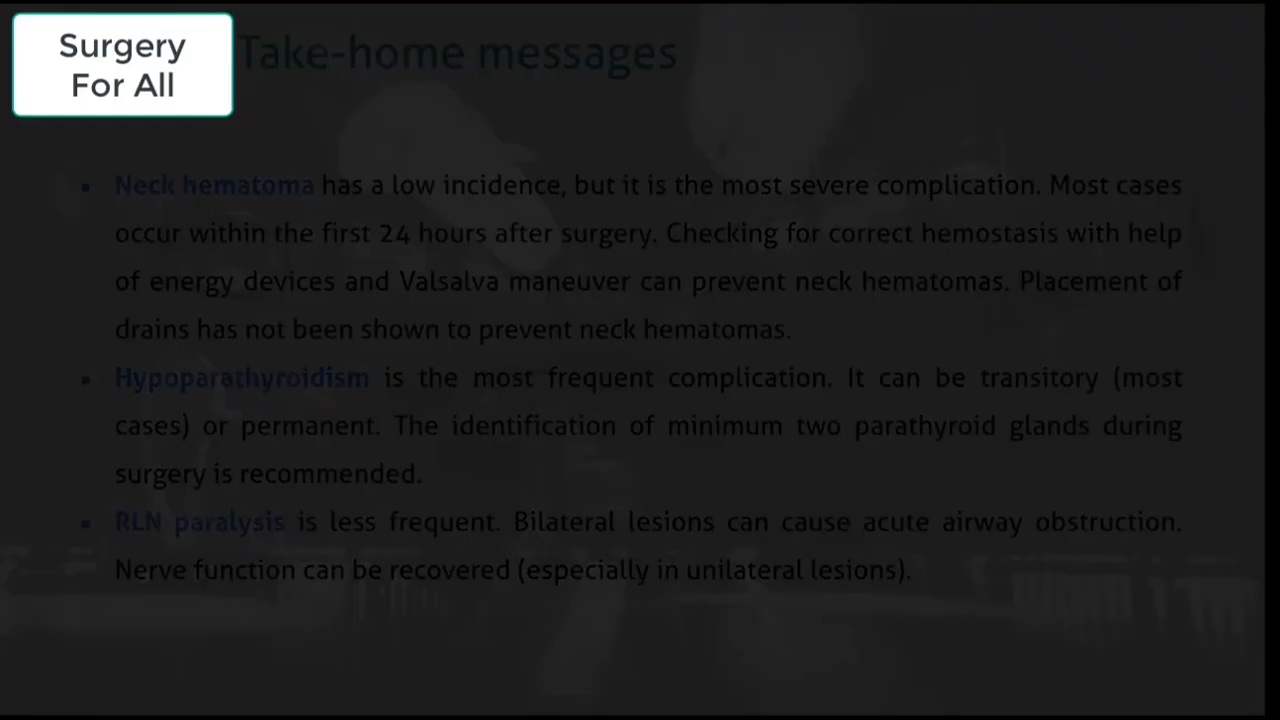 Surgery
For All
Take-home messages
▪ Neck hematoma has a low incidence, but it is the most severe complication. Most cases
occur within the first 24 hours after surgery. Checking for correct hemostasis with help
of energy devices and Valsalva maneuver can prevent neck hematomas. Placement of
drains has not been shown to prevent neck hematomas.
▪ Hypoparathyroidism is the most frequent complication. It can be transitory (most
cases) or permanent. The identification of minimum two parathyroid glands during
surgery is recommended.
▪ RLN paralysis is less frequent. Bilateral lesions can cause acute airway obstruction.
Nerve function can be recovered (especially in unilateral lesions).